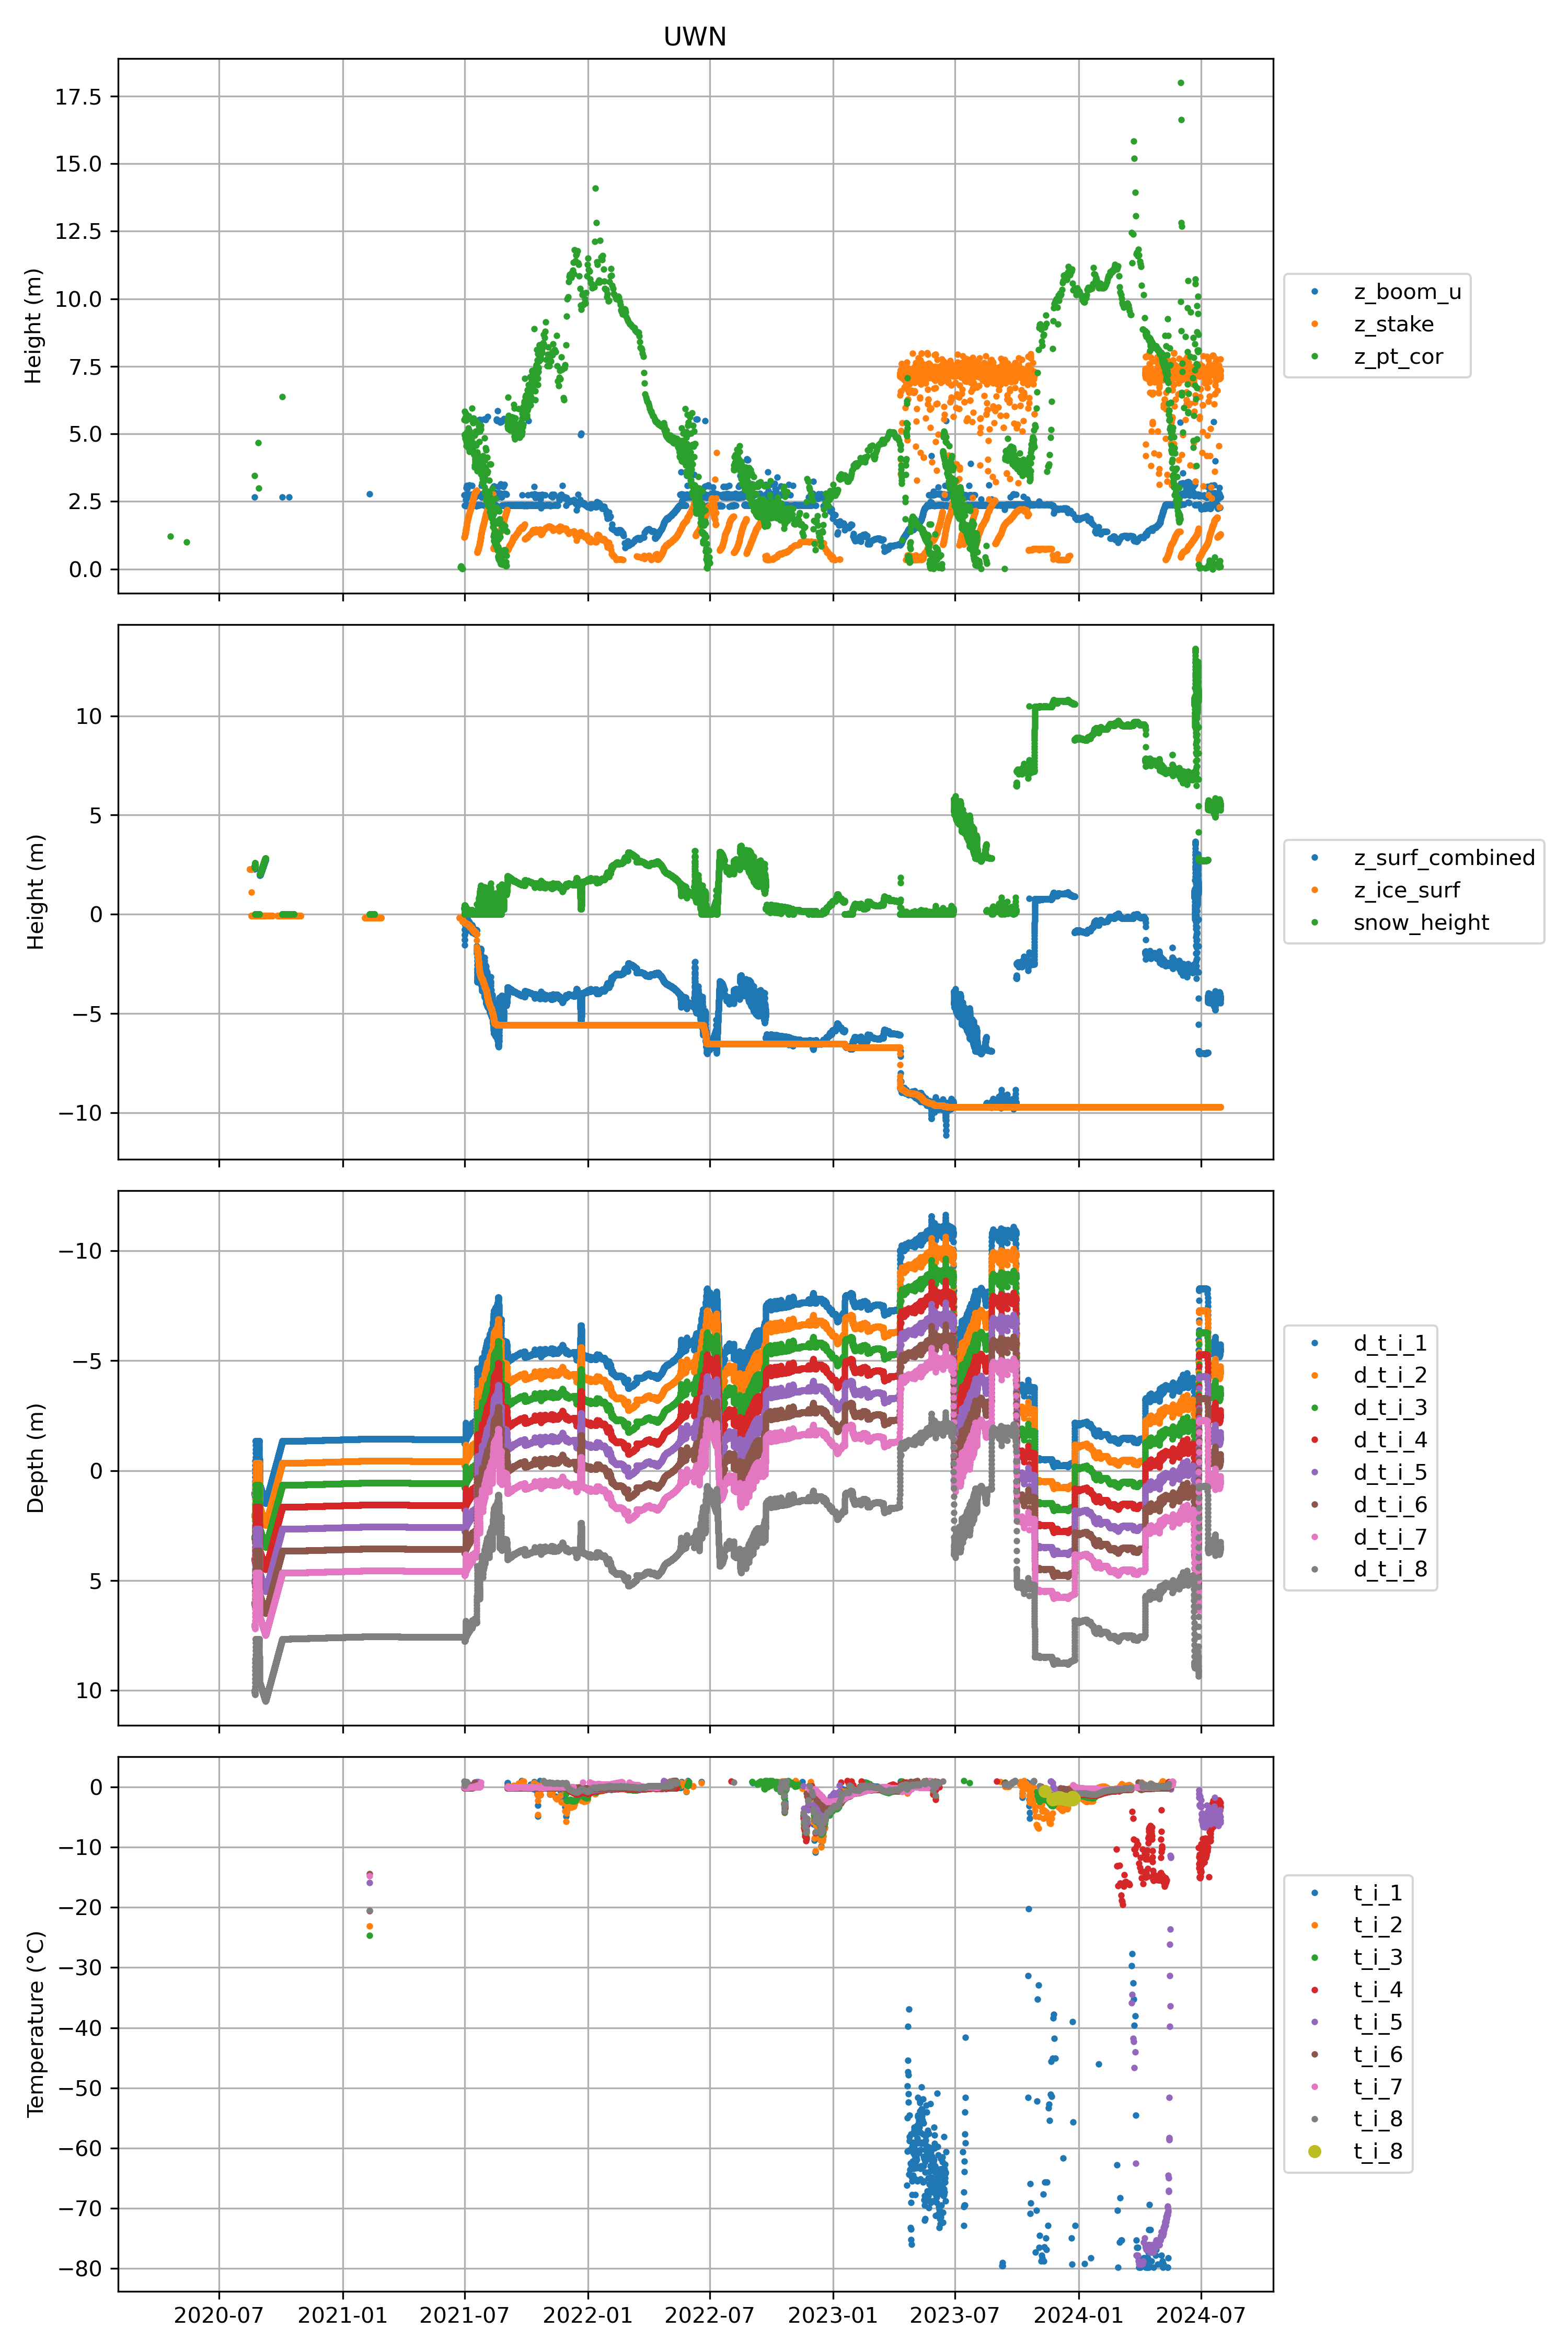 UWN
17.5
15.0
12.5
10.0
7.5
5.0
2.5
0.0
Height (m)
z_boom_u
z_stake
z_pt_cor
10
5
0
−5
−10
Height (m)
z_surf_combined
z_ice_surf
snow_height
−10
−5
0
5
10
Depth (m)
d_t_i_1
d_t_i_2
d_t_i_3
d_t_i_4
d_t_i_5
d_t_i_6
d_t_i_7
d_t_i_8
0
−10
−20
−30
−40
−50
−60
−70
−80
Temperature (°C)
t_i_1
t_i_2
t_i_3
t_i_4
t_i_5
t_i_6
t_i_7
t_i_8
t_i_8
2020-07 2021-01 2021-07 2022-01 2022-07 2023-01 2023-07 2024-01 2024-07